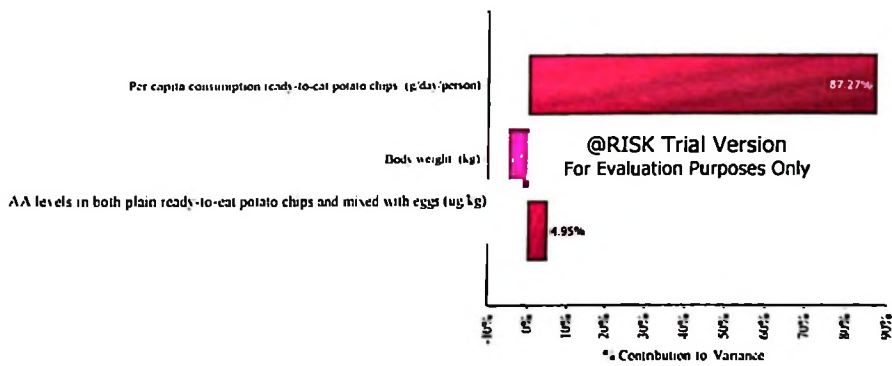 Per capita consumption ready-to-eat potato chips (g/day/person)
87.27%
Body weight (kg)
@RISK Trial Version
For Evaluation Purposes Only
AA levels in both plain ready-to-eat potato chips and mixed with eggs (ug/kg)
4.95%
-10%
0%
10%
20%
30%
40%
50%
60%
70%
80%
90%
% Contribution to Variance